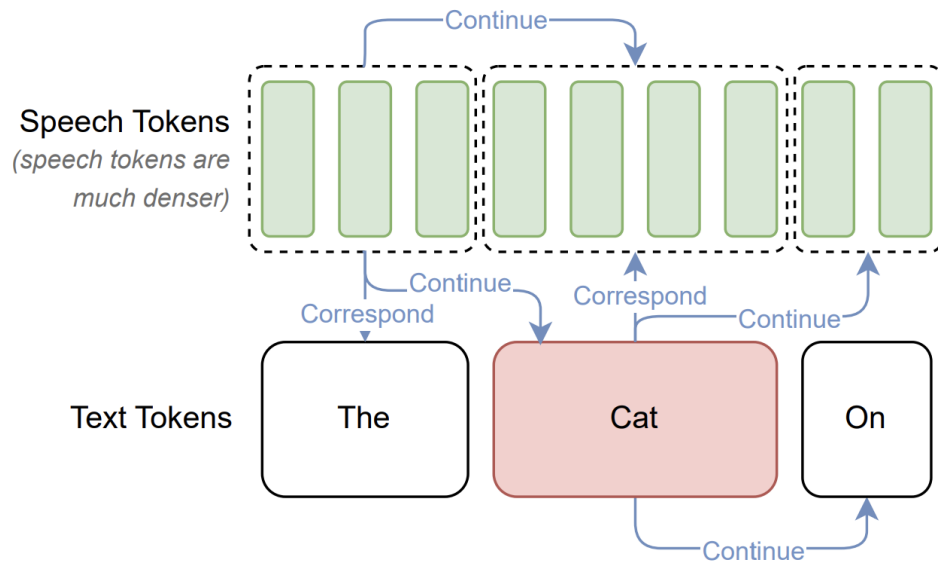 Continue
Speech Tokens
(speech tokens are
much denser)
Continue
Correspond
Correspond
Continue
Text Tokens
The
Cat
On
Continue